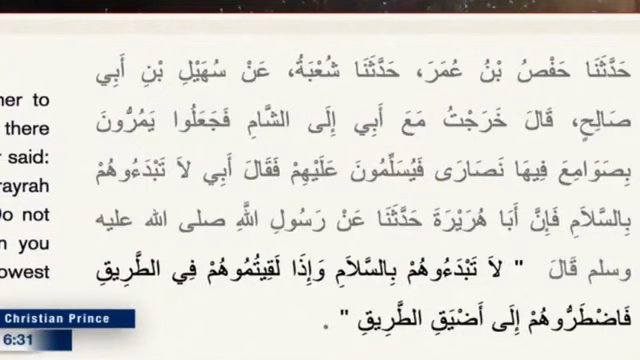 حَدَّثَنَا حَفْصُ بْنُ عُمَرَ، حَدَّثَنَا شُعْبَةُ، عَنْ سُهَيْلِ بْنِ أَبِي
صَالِحٍ، قَالَ خَرَجْتُ مَعَ أَبِي إِلَى الشَّامِ فَجَعَلُوا يَمُرُّونَ
بِصَوَامِعَ فِيهَا نَصَارَى فَيُسَلِّمُونَ عَلَيْهِمْ فَقَالَ أَبِي لاَ تَبْدَءُوهُمْ
بِالسَّلاَمِ فَإِنَّ أَبَا هُرَيْرَةَ حَدَّثَنَا عَنْ رَسُولِ اللَّهِ صلى الله عليه
وسلم قَالَ ‏"‏ لاَ تَبْدَءُوهُمْ بِالسَّلاَمِ وَإِذَا لَقِيتُمُوهُمْ فِي الطَّرِيقِ
فَاضْطَرُّوهُمْ إِلَى أَضْيَقِ الطَّرِيقِ ‏"‏ ‏.‏
her to
there
r said:
rayrah
Do not
n you
owest
Christian Prince
6:31